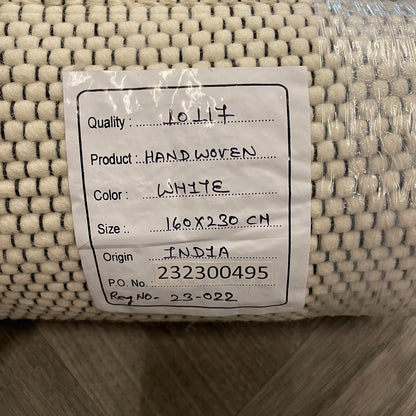 Quality : 10117
Product : HANDWOVEN
Color : WHITE
Size : 160X230 CM
Origin INDIA
P.O. No. 232300495
Reg NO- 23-022